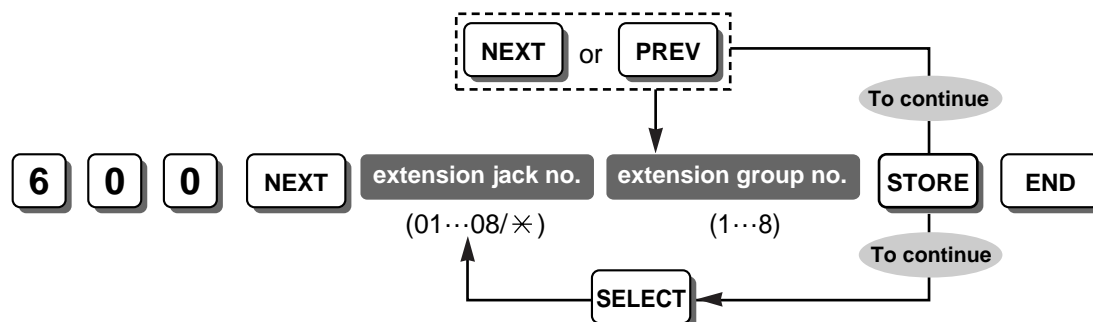 NEXT or PREV
To continue
6 0 0 NEXT extension jack no. extension group no. STORE END
(01···08/✳) (1···8)
To continue
SELECT